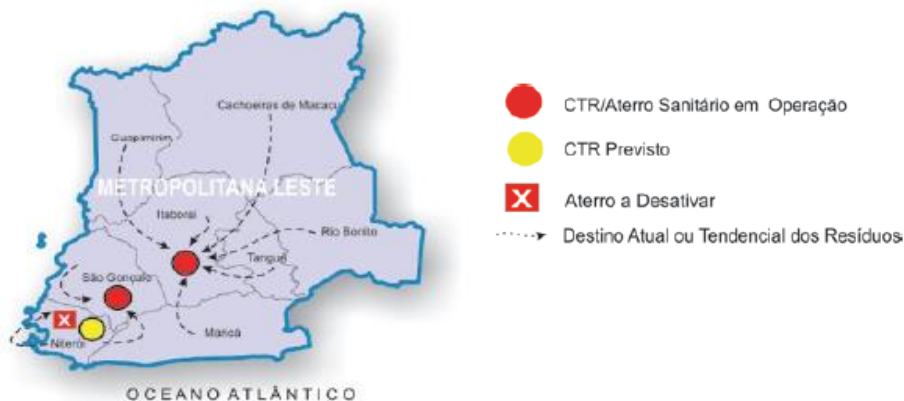 Cachoeiras de Macacu
Guapimirim
METROPOLITANA LESTE
Itaboraí
Rio Bonito
Tanguá
São Gonçalo
Maricá
X
Niterói
OCEANO ATLÂNTICO
CTR/Aterro Sanitário em Operação
CTR Previsto
X
Aterro a Desativar
Destino Atual ou Tendencial dos Resíduos